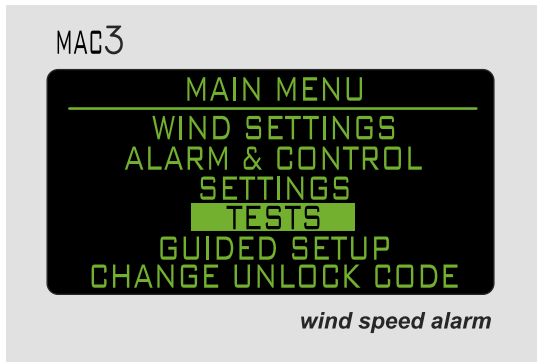 MAC3
MAIN MENU
WIND SETTINGS
ALARM & CONTROL
SETTINGS
TESTS
GUIDED SETUP
CHANGE UNLOCK CODE
wind speed alarm